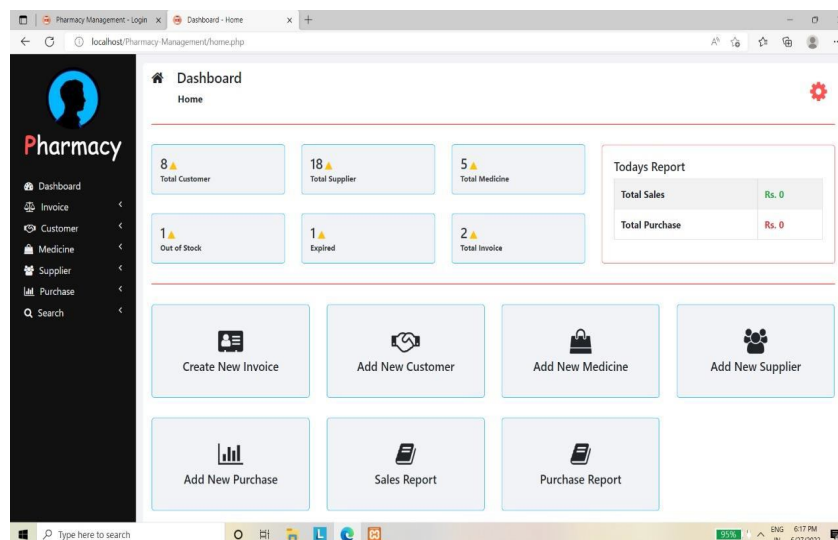 Pharmacy Management - Login
Dashboard - Home
localhost/Pharmacy-Management/home.php
Pharmacy
Dashboard
Invoice
Customer
Medicine
Supplier
Purchase
Search
Dashboard
Home
8
Total Customer
18
Total Supplier
5
Total Medicine
1
Out of Stock
1
Expired
2
Total Invoice
Todays Report
Total Sales Rs. 0
Total Purchase Rs. 0
Create New Invoice
Add New Customer
Add New Medicine
Add New Supplier
Add New Purchase
Sales Report
Purchase Report
Type here to search
L
95%
ENG
IN
6:17 PM
6/27/2022